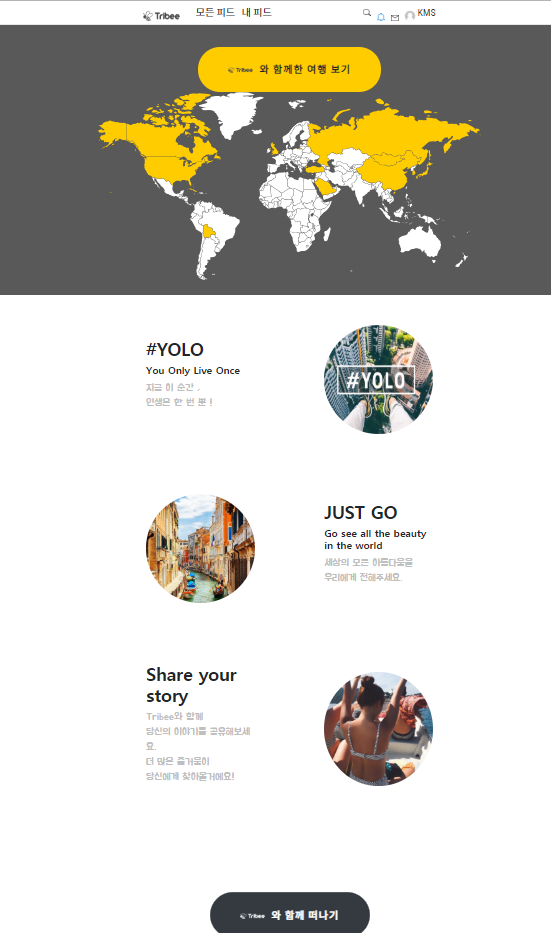 Tribee 모든 피드 내 피드 KMS
Tribee 와 함께한 여행 보기
#YOLO
You Only Live Once
지금 이 순간 ,
인생은 한 번 뿐 !
#YOLO
JUST GO
Go see all the beauty
in the world
세상의 모든 아름다움을
우리에게 전해주세요.
Share your
story
Tribee와 함께
당신의 이야기를 공유해보세
요.
더 많은 즐거움이
당신에게 찾아올거에요!
Tribee 와 함께 떠나기